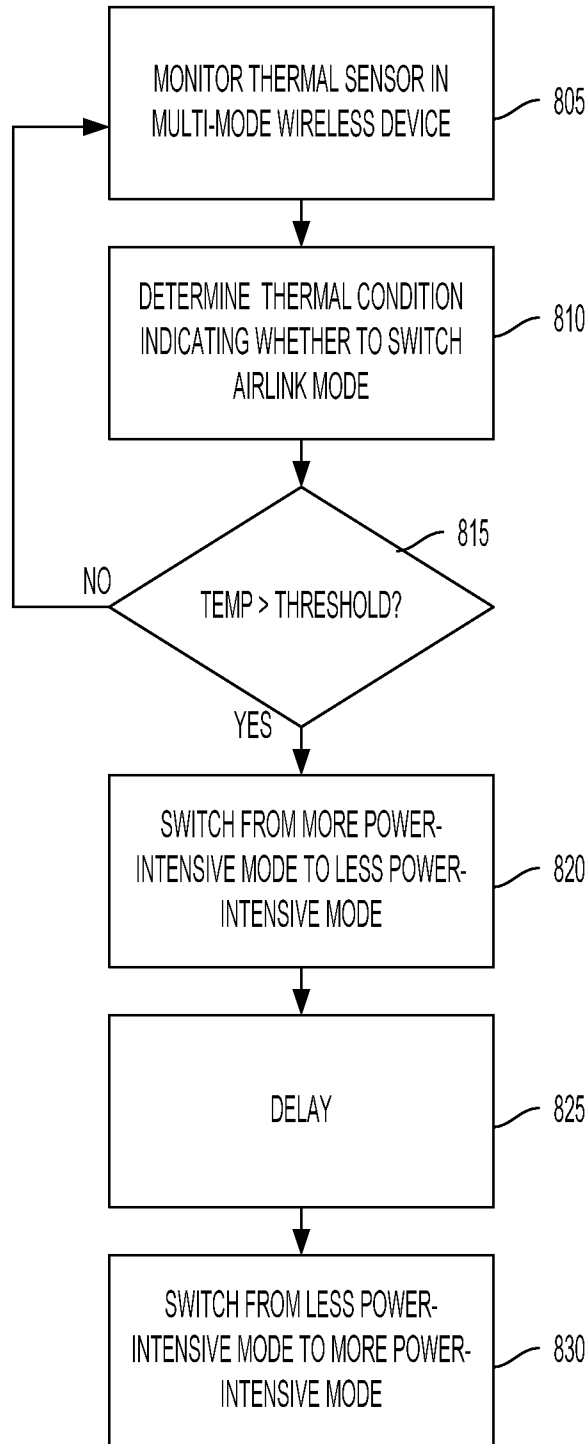 MONITOR THERMAL SENSOR IN
MULTI-MODE WIRELESS DEVICE
805
DETERMINE THERMAL CONDITION
INDICATING WHETHER TO SWITCH
AIRLINK MODE
810
815
NO
TEMP > THRESHOLD?
YES
SWITCH FROM MORE POWER-
INTENSIVE MODE TO LESS POWER-
INTENSIVE MODE
820
DELAY
825
SWITCH FROM LESS POWER-
INTENSIVE MODE TO MORE POWER-
INTENSIVE MODE
830